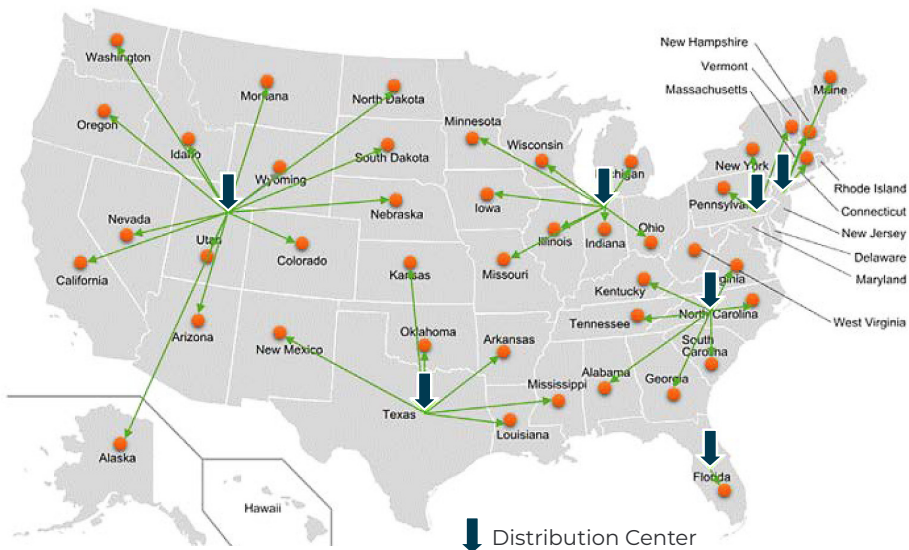 New Hampshire
Washington
Vermont
Maine
Montana
North Dakota
Massachusetts
Oregon
Minnesota
Wisconsin
Idaho
South Dakota
Michigan
New York
Wyoming
Rhode Island
Nebraska
Iowa
Pennsylvan
Connecticut
Nevada
Utah
Illinois
Indiana
Ohio
New Jersey
California
Colorado
Kansas
Missouri
Delaware
Virginia
Maryland
Kentucky
Arizona
Oklahoma
Tennessee
North Carolina
West Virginia
New Mexico
Arkansas
South
Carolina
Alabama
Georgia
Mississippi
Texas
Louisiana
Alaska
Florida
Hawaii
Distribution Center